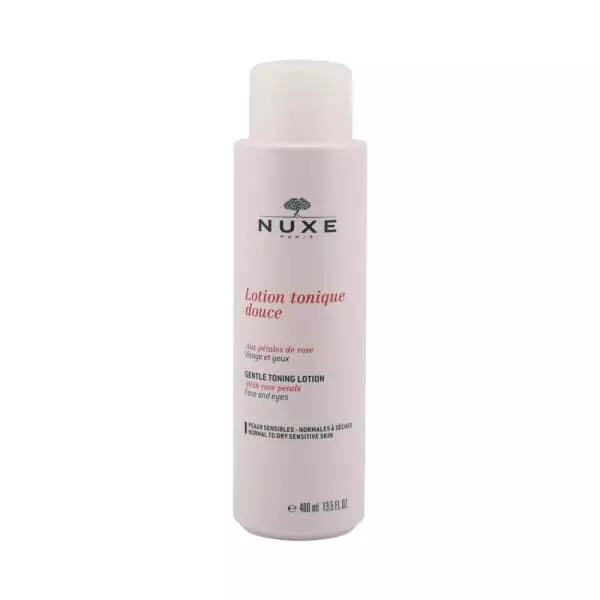 NUXE
PARIS
Lotion tonique
douce
Aux pétales de rose
Visage et yeux
GENTLE TONING LOTION
With rose petals
Face and eyes
PEAUX SENSIBLES - NORMALES À SÈCHES
NORMAL TO DRY SENSITIVE SKIN
e 400 ml 13.5 FL.OZ.